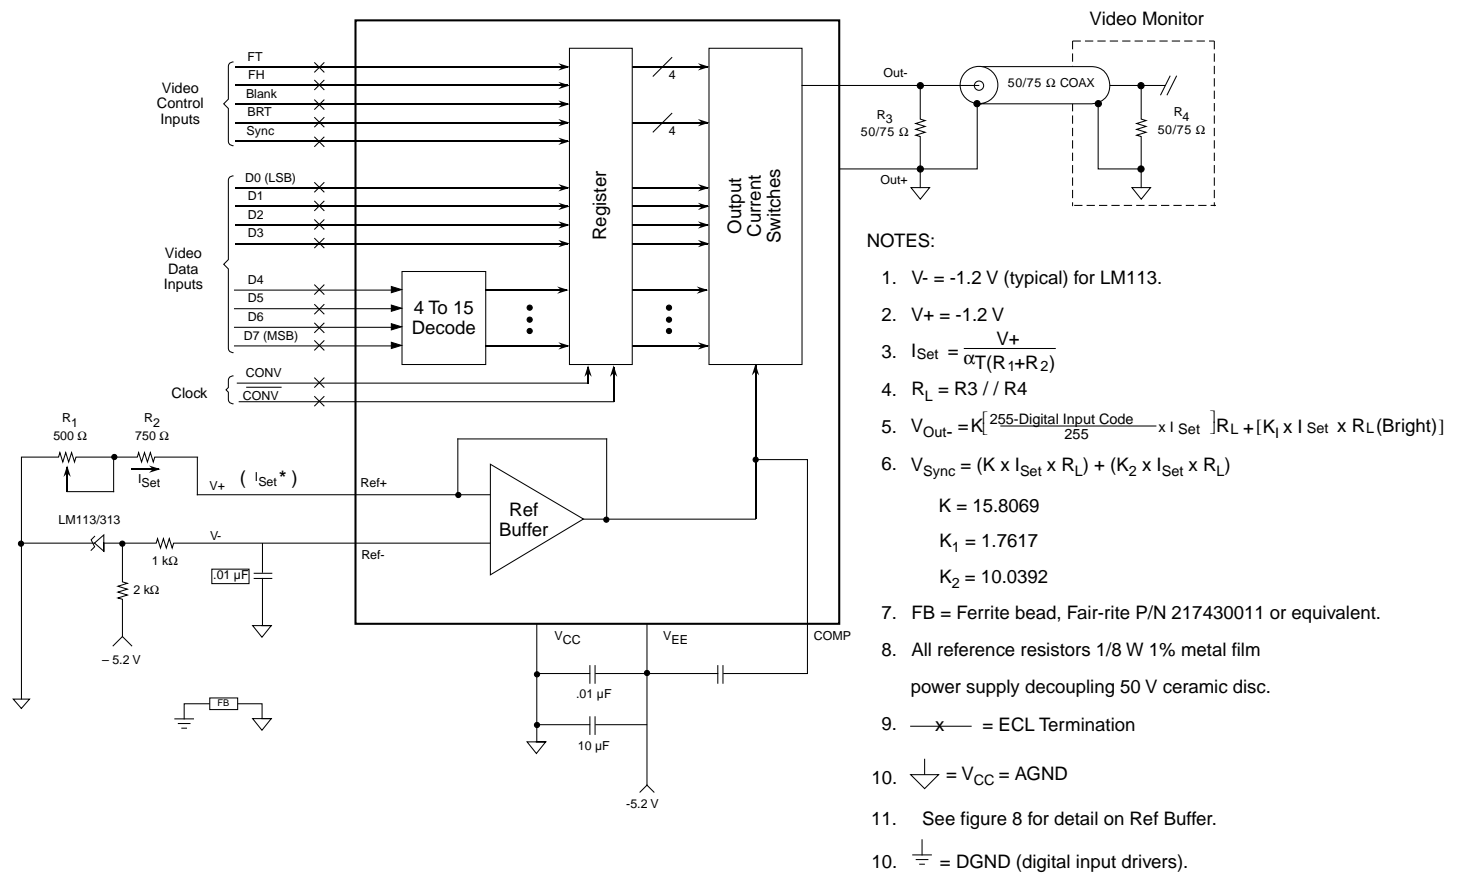 Video Monitor
FT
FH
Blank
BRT
Sync
Video
Control
Inputs
D0 (LSB)
D1
D2
D3
D4
D5
D6
D7 (MSB)
Video
Data
Inputs
CONV
CONV
Clock
4 To 15
Decode
Register
4
4
Output
Current
Switches
Out-
Out+
R3
50/75 Ω
50/75 Ω COAX
R4
50/75 Ω
R1
500 Ω
R2
750 Ω
ISet
V+
( ISet* )
Ref+
LM113/313
V-
1 kΩ
2 kΩ
.01 µF
Ref-
– 5.2 V
FB
Ref
Buffer
VCC
VEE
COMP
.01 µF
10 µF
-5.2 V
NOTES:
1. V- = -1.2 V (typical) for LM113.
2. V+ = -1.2 V
3. ISet = V+ / αT(R1+R2)
4. RL = R3 / / R4
5. VOut- = K[255-Digital Input Code / 255 x I Set ]RL + [KI x I Set x RL (Bright)]
6. VSync = (K x ISet x RL) + (K2 x ISet x RL)
K = 15.8069
K1 = 1.7617
K2 = 10.0392
7. FB = Ferrite bead, Fair-rite P/N 217430011 or equivalent.
8. All reference resistors 1/8 W 1% metal film
power supply decoupling 50 V ceramic disc.
9. x = ECL Termination
10. = VCC = AGND
11. See figure 8 for detail on Ref Buffer.
10. = DGND (digital input drivers).